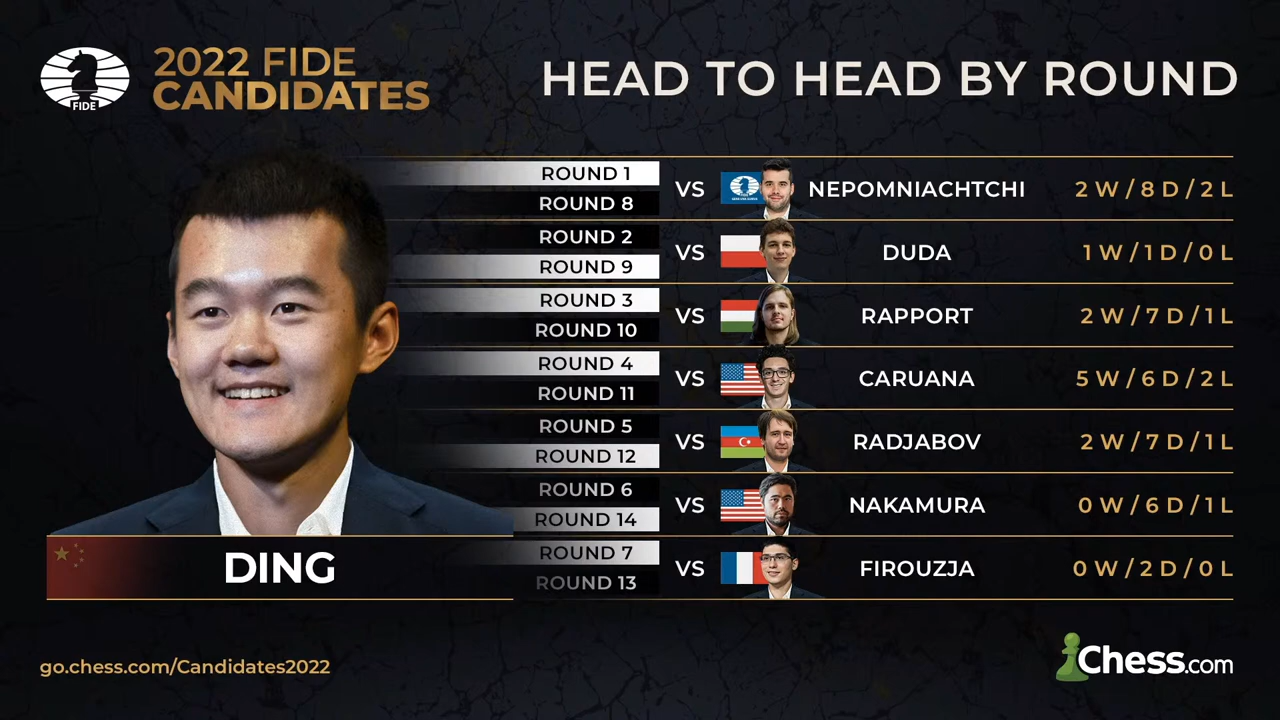 FIDE
2022 FIDE
CANDIDATES
HEAD TO HEAD BY ROUND
ROUND 1
ROUND 8
VS
NEPOMNIACHTCHI
2 W / 8 D / 2 L
ROUND 2
ROUND 9
VS
DUDA
1 W / 1 D / 0 L
ROUND 3
ROUND 10
VS
RAPPORT
2 W / 7 D / 1 L
ROUND 4
ROUND 11
VS
CARUANA
5 W / 6 D / 2 L
ROUND 5
ROUND 12
VS
RADJABOV
2 W / 7 D / 1 L
ROUND 6
ROUND 14
VS
NAKAMURA
0 W / 6 D / 1 L
ROUND 7
ROUND 13
VS
FIROUZJA
0 W / 2 D / 0 L
DING
go.chess.com/Candidates2022
Chess.com